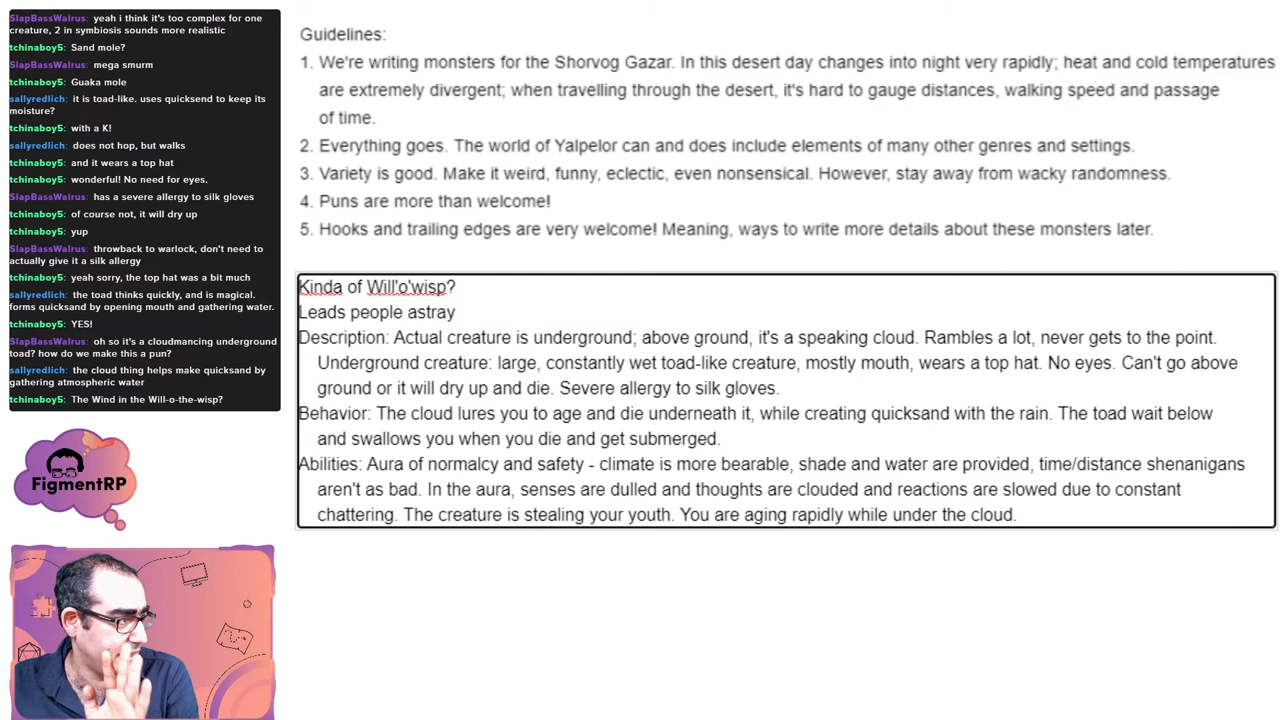 SlapBassWalrus: yeah i think it's too complex for one
creature, 2 in symbiosis sounds more realistic
tchinaboy5: Sand mole?
SlapBassWalrus: mega smurm
tchinaboy5: Guaka mole
sallyredlich: it is toad-like. uses quicksend to keep its
moisture?
tchinaboy5: with a K!
sallyredlich: does not hop, but walks
tchinaboy5: and it wears a top hat
tchinaboy5: wonderful! No need for eyes.
SlapBassWalrus: has a severe allergy to silk gloves
tchinaboy5: of course not, it will dry up
tchinaboy5: yup
SlapBassWalrus: throwback to warlock, don't need to
actually give it a silk allergy
tchinaboy5: yeah sorry, the top hat was a bit much
sallyredlich: the toad thinks quickly, and is magical.
forms quicksand by opening mouth and gathering water.
tchinaboy5: YES!
SlapBassWalrus: oh so it's a cloudmancing underground
toad? how do we make this a pun?
sallyredlich: the cloud thing helps make quicksand by
gathering atmospheric water
tchinaboy5: The Wind in the Will-o-the-wisp?
FigmentRP
Guidelines:
1. We're writing monsters for the Shorvog Gazar. In this desert day changes into night very rapidly; heat and cold temperatures
are extremely divergent; when travelling through the desert, it's hard to gauge distances, walking speed and passage
of time.
2. Everything goes. The world of Yalpelor can and does include elements of many other genres and settings.
3. Variety is good. Make it weird, funny, eclectic, even nonsensical. However, stay away from wacky randomness.
4. Puns are more than welcome!
5. Hooks and trailing edges are very welcome! Meaning, ways to write more details about these monsters later.
Kinda of Will'o'wisp?
Leads people astray
Description: Actual creature is underground; above ground, it's a speaking cloud. Rambles a lot, never gets to the point.
Underground creature: large, constantly wet toad-like creature, mostly mouth, wears a top hat. No eyes. Can't go above
ground or it will dry up and die. Severe allergy to silk gloves.
Behavior: The cloud lures you to age and die underneath it, while creating quicksand with the rain. The toad wait below
and swallows you when you die and get submerged.
Abilities: Aura of normalcy and safety - climate is more bearable, shade and water are provided, time/distance shenanigans
aren't as bad. In the aura, senses are dulled and thoughts are clouded and reactions are slowed due to constant
chattering. The creature is stealing your youth. You are aging rapidly while under the cloud.